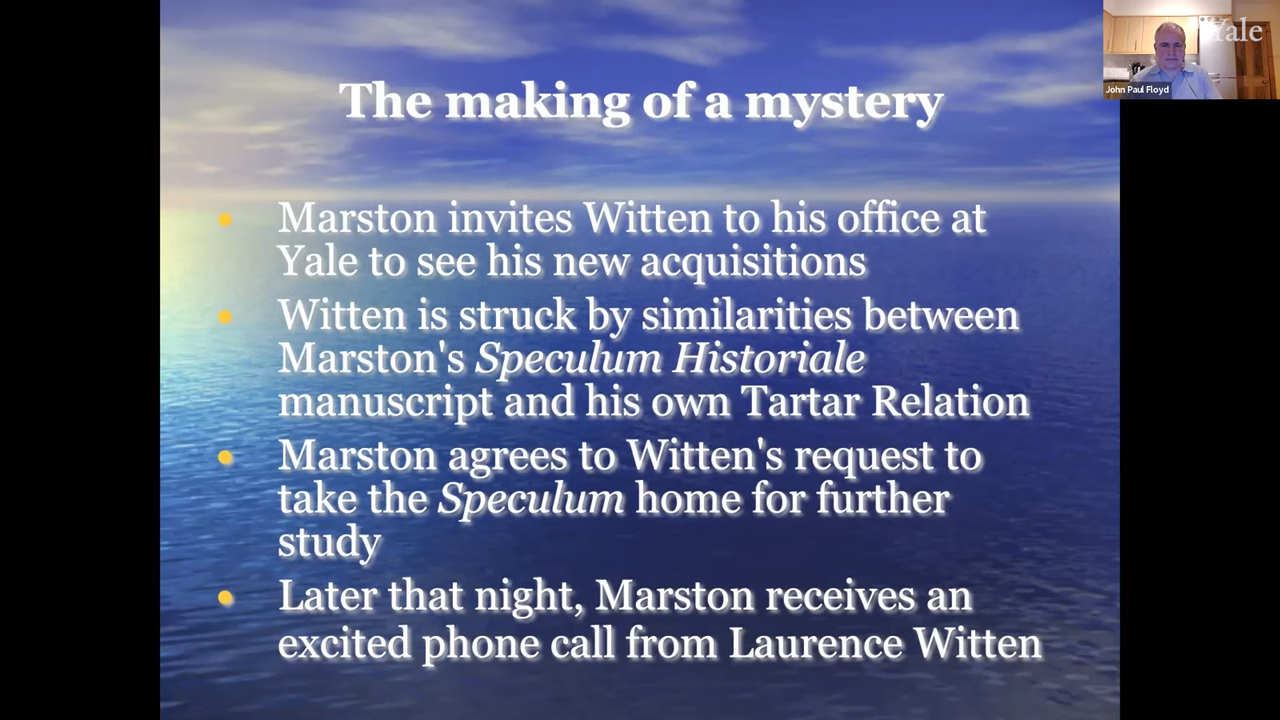 The making of a mystery
Yale
John Paul Floyd
• Marston invites Witten to his office at
Yale to see his new acquisitions
• Witten is struck by similarities between
Marston's Speculum Historiale
manuscript and his own Tartar Relation
• Marston agrees to Witten's request to
take the Speculum home for further
study
• Later that night, Marston receives an
excited phone call from Laurence Witten